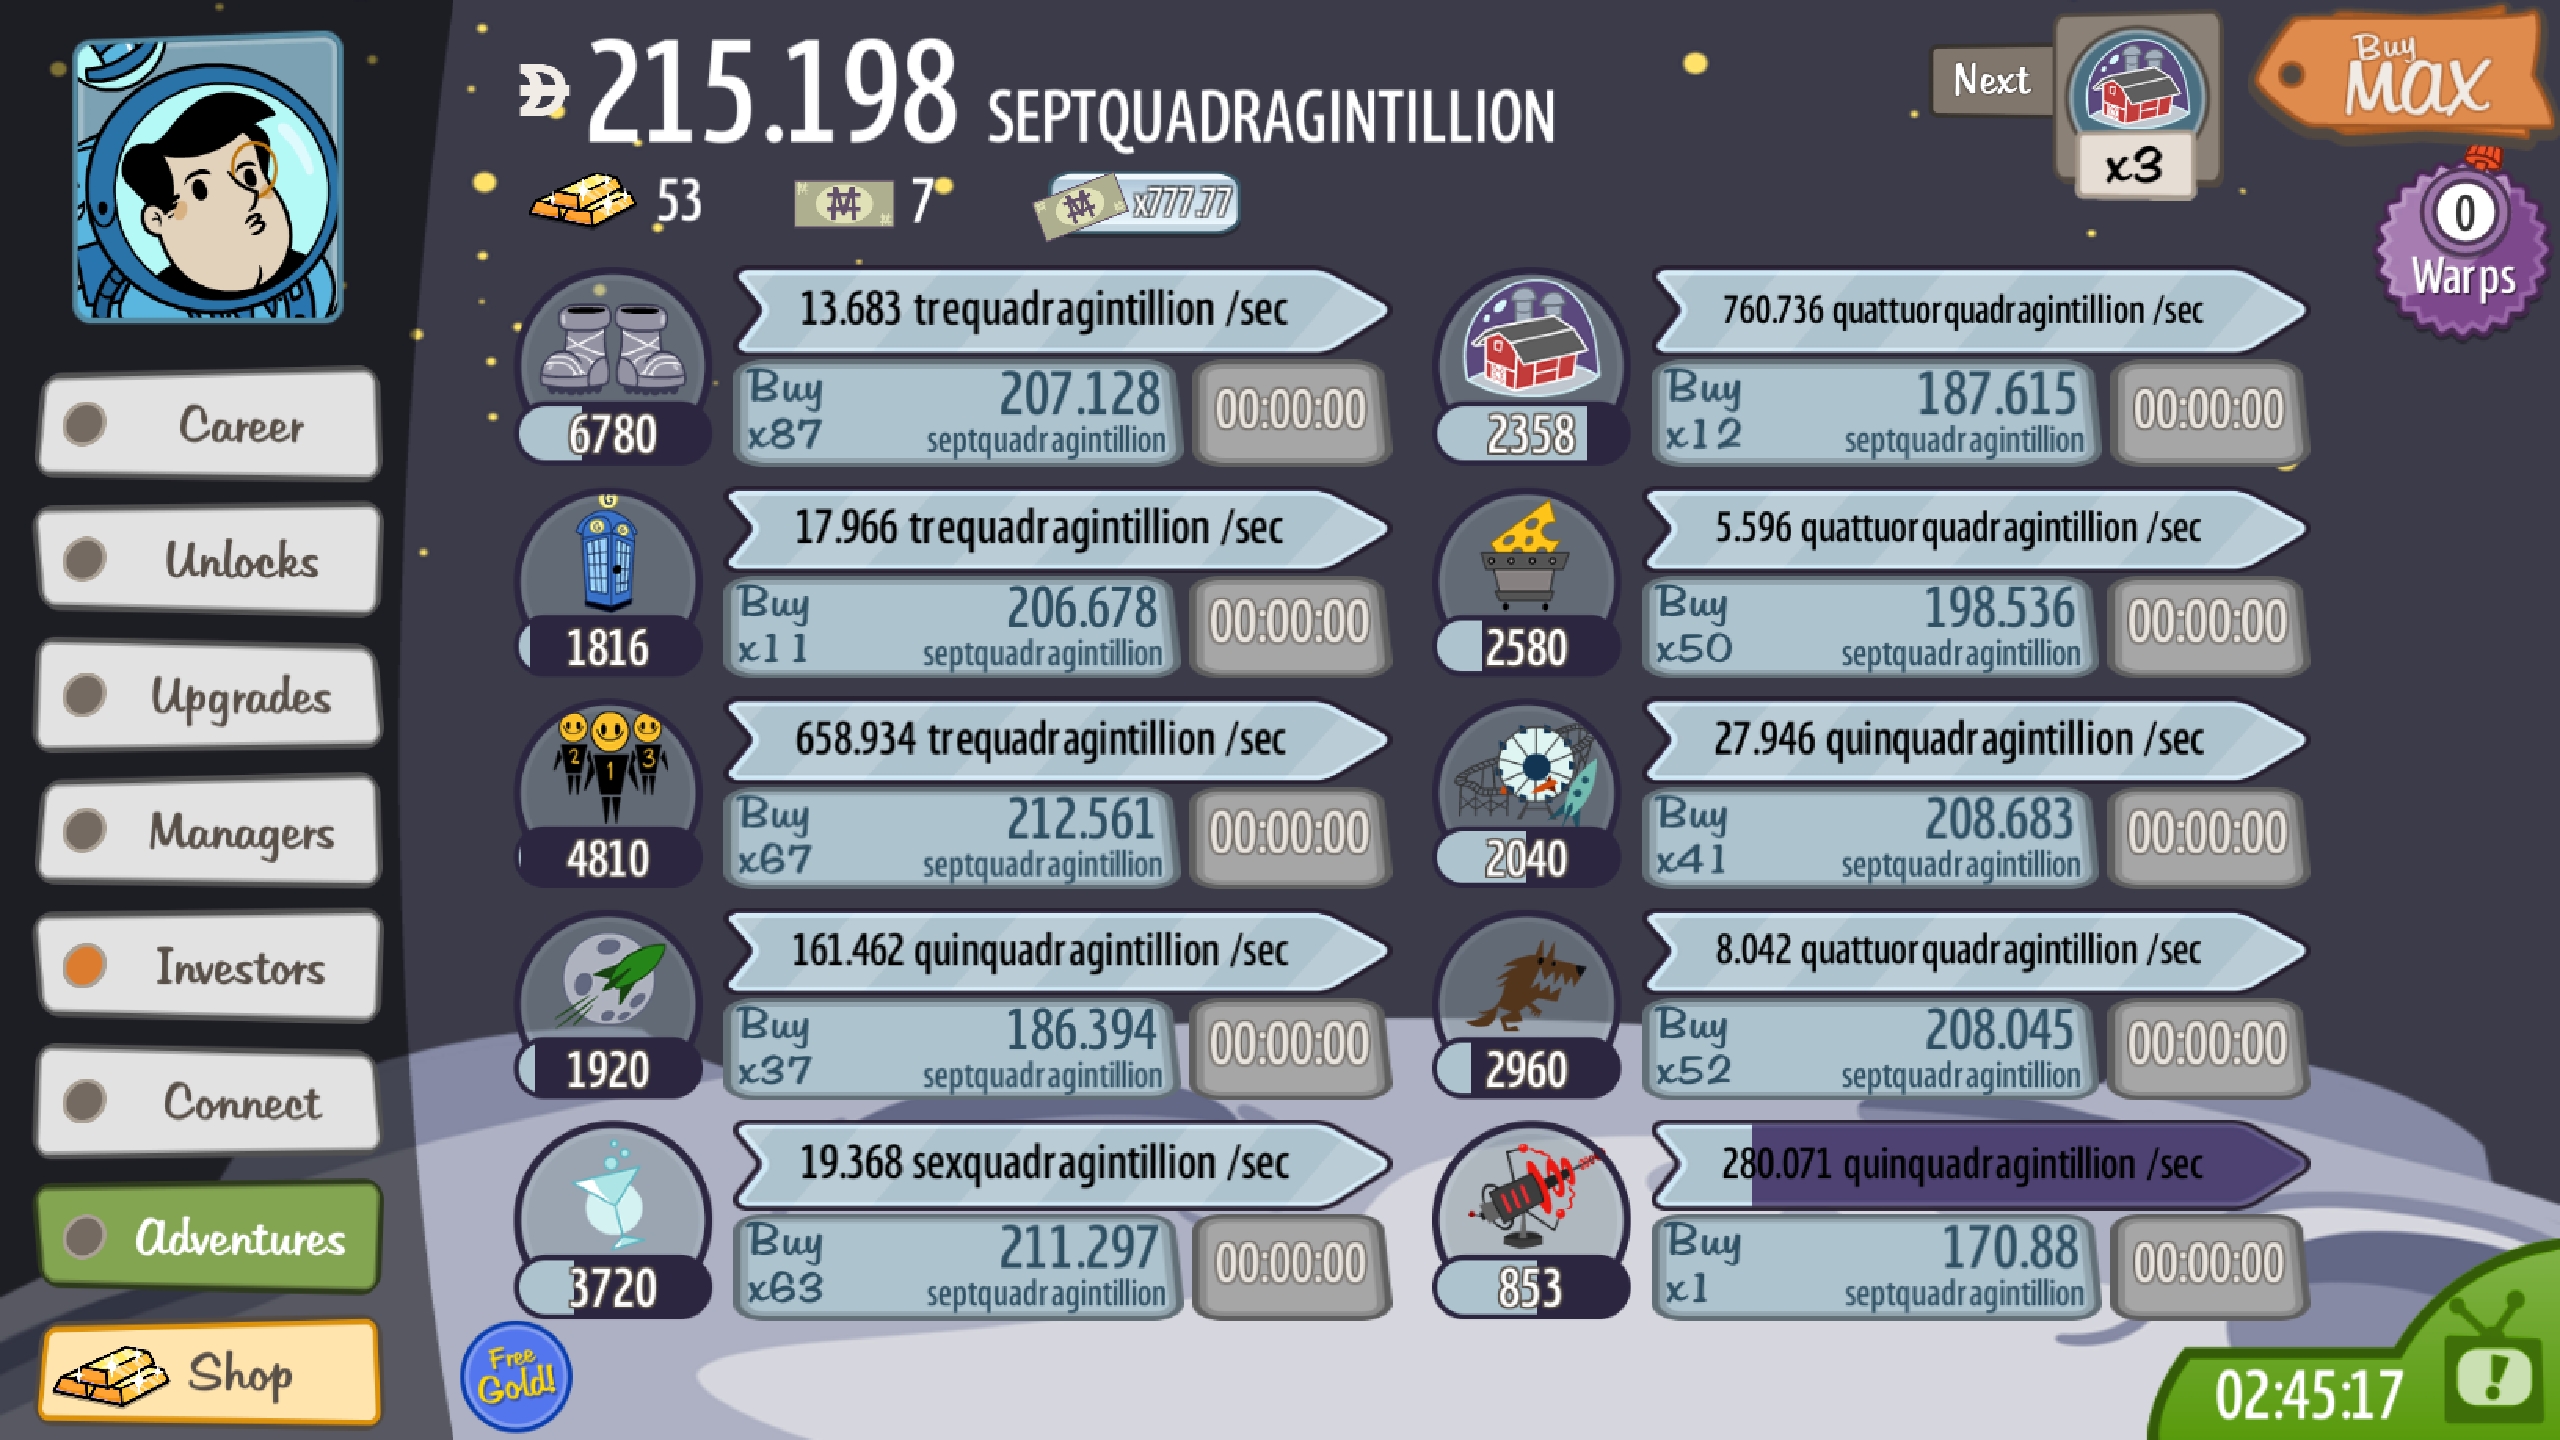 215.198 SEPTQUADRAGINTILLION
Next
x3
Buy
MAX
53
7
x777.77
0
Warps
Career
Unlocks
Upgrades
Managers
Investors
Connect
Adventures
Shop
13.683 trequadragintillion /sec
6780
Buy
x87
207.128
septquadragintillion
00:00:00
760.736 quattuorquadragintillion /sec
2358
Buy
x12
187.615
septquadragintillion
00:00:00
17.966 trequadragintillion /sec
1816
Buy
x11
206.678
septquadragintillion
00:00:00
5.596 quattuorquadragintillion /sec
2580
Buy
x50
198.536
septquadragintillion
00:00:00
658.934 trequadragintillion /sec
2
1
3
4810
Buy
x67
212.561
septquadragintillion
00:00:00
27.946 quinquadragintillion /sec
2040
Buy
x41
208.683
septquadragintillion
00:00:00
161.462 quinquadragintillion /sec
1920
Buy
x37
186.394
septquadragintillion
00:00:00
8.042 quattuorquadragintillion /sec
2960
Buy
x52
208.045
septquadragintillion
00:00:00
19.368 sexquadragintillion /sec
3720
Buy
x63
211.297
septquadragintillion
00:00:00
280.071 quinquadragintillion /sec
853
Buy
x1
170.88
septquadragintillion
00:00:00
Free
Gold!
02:45:17
!